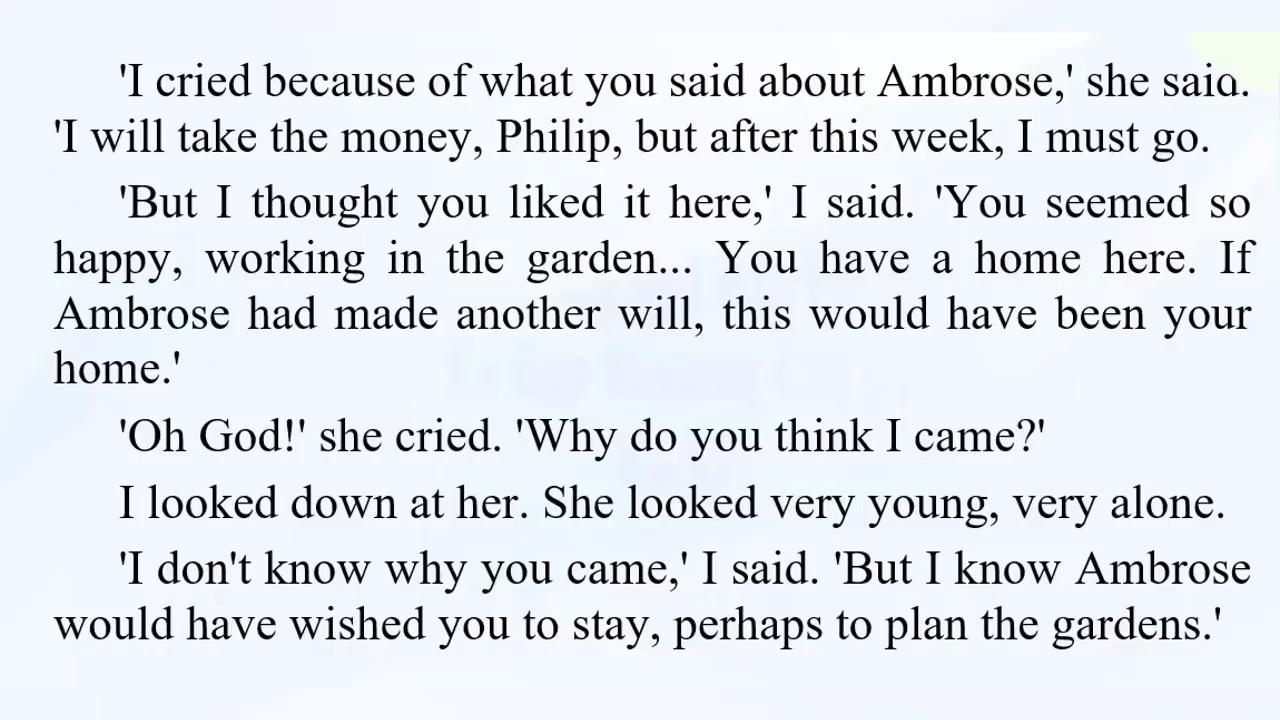 'I cried because of what you said about Ambrose,' she said.
'I will take the money, Philip, but after this week, I must go.
'But I thought you liked it here,' I said. 'You seemed so
happy, working in the garden... You have a home here. If
Ambrose had made another will, this would have been your
home.'
'Oh God!' she cried. 'Why do you think I came?'
I looked down at her. She looked very young, very alone.
'I don't know why you came,' I said. 'But I know Ambrose
would have wished you to stay, perhaps to plan the gardens.'